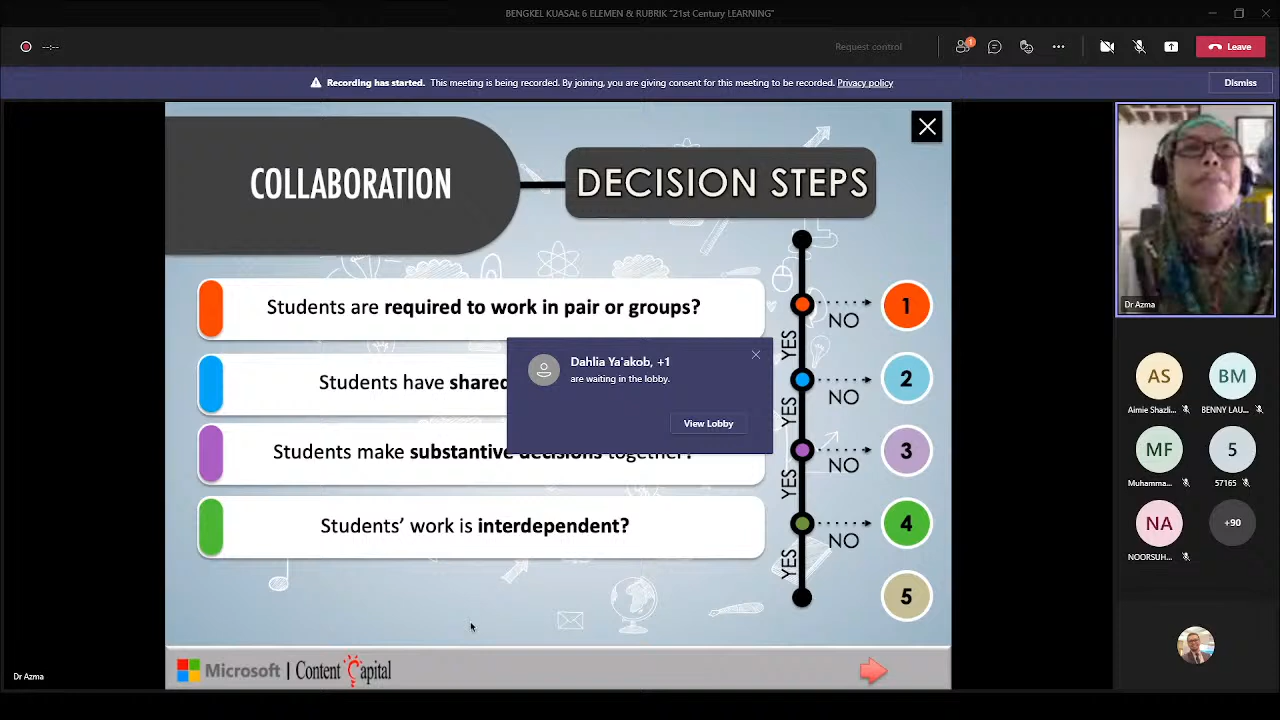 BENGKEL KUASAI: 6 ELEMEN & RUBRIK "21st Century LEARNING"
--:--
Request control
1
Leave
Recording has started. This meeting is being recorded. By joining, you are giving consent for this meeting to be recorded. Privacy policy
Dismiss
COLLABORATION
DECISION STEPS
Students are required to work in pair or groups?
YES
NO
1
Students have shared
YES
NO
2
Students make substantive decisions together?
YES
NO
3
Students' work is interdependent?
YES
NO
4
5
Dahlia Ya'akob, +1
are waiting in the lobby.
View Lobby
Microsoft | Content Capital
Dr Azma
Dr Azma
AS
BM
Aimie Shazli...
BENNY LAU...
MF
5
Muhamma...
57165
NA
+90
NOORSUH...